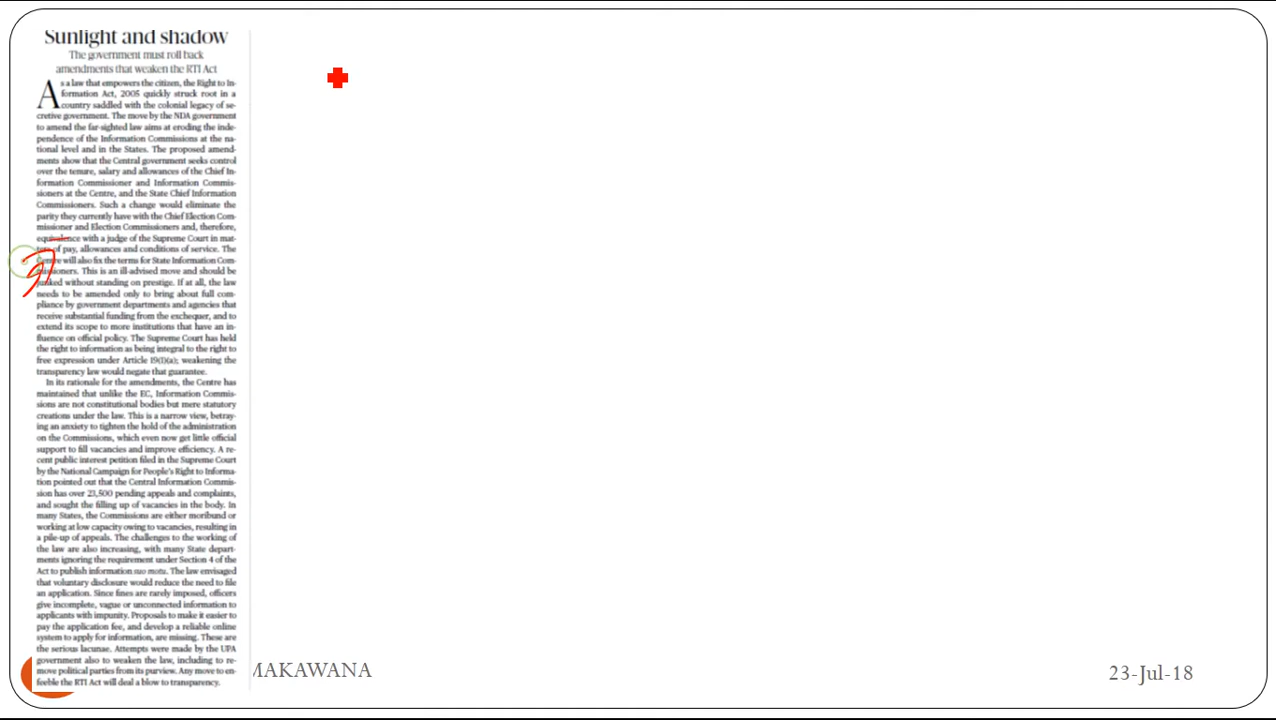 Sunlight and shadow
The government must roll back
amendments that weaken the RTI Act
As a law that empowers the citizen, the Right to In-
formation Act, 2005 quickly struck root in a
country saddled with the colonial legacy of se-
cretive government. The move by the NDA government
to amend the far-sighted law aims at eroding the inde-
pendence of the Information Commissions at the na-
tional level and in the States. The proposed amend-
ments show that the Central government seeks control
over the tenure, salary and allowances of the Chief In-
formation Commissioner and Information Commis-
sioners at the Centre, and the State Chief Information
Commissioners. Such a change would eliminate the
parity they currently have with the Chief Election Com-
missioner and Election Commissioners and, therefore,
equivalence with a judge of the Supreme Court in mat-
ters of pay, allowances and conditions of service. The
Centre will also fix the terms for State Information Com-
missioners. This is an ill-advised move and should be
junked without standing on prestige. If at all, the law
needs to be amended only to bring about full com-
pliance by government departments and agencies that
receive substantial funding from the exchequer, and to
extend its scope to more institutions that have an in-
fluence on official policy. The Supreme Court has held
the right to information as being integral to the right to
free expression under Article 19(1)(a); weakening the
transparency law would negate that guarantee.
In its rationale for the amendments, the Centre has
maintained that unlike the EC, Information Commis-
sions are not constitutional bodies but mere statutory
creations under the law. This is a narrow view, betray-
ing an anxiety to tighten the hold of the administration
on the Commissions, which even now get little official
support to fill vacancies and improve efficiency. A re-
cent public interest petition filed in the Supreme Court
by the National Campaign for People's Right to Informa-
tion pointed out that the Central Information Commis-
sion has over 23,500 pending appeals and complaints,
and sought the filling up of vacancies in the body. In
many States, the Commissions are either moribund or
working at low capacity owing to vacancies, resulting in
a pile-up of appeals. The challenges to the working of
the law are also increasing, with many State depart-
ments ignoring the requirement under Section 4 of the
Act to publish information suo motu. The law envisaged
that voluntary disclosure would reduce the need to file
an application. Since fines are rarely imposed, officers
give incomplete, vague or unconnected information to
applicants with impunity. Proposals to make it easier to
pay the application fee, and develop a reliable online
system to apply for information, are missing. These are
the serious lacunae. Attempts were made by the UPA
government also to weaken the law, including to re-
move political parties from its purview. Any move to en-
feeble the RTI Act will deal a blow to transparency.
MAKAWANA
23-Jul-18